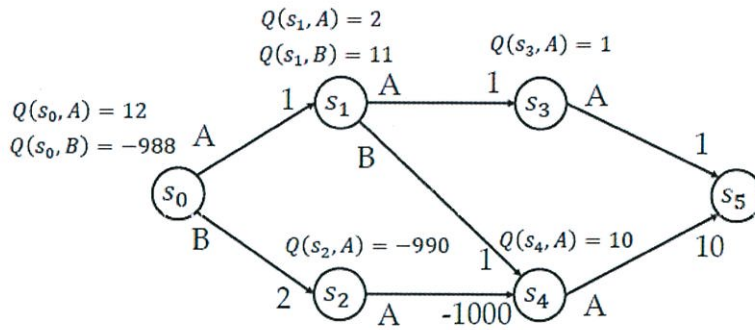 Q(s₁, A) = 2
Q(s₁, B) = 11
Q(s₃, A) = 1
A
1
1
s₁
s₃
A
Q(s₀, A) = 12
Q(s₀, B) = −988
A
B
1
s₀
s₅
B
Q(s₂, A) = −990
Q(s₄, A) = 10
10
1
2
s₂
s₄
A
-1000
A